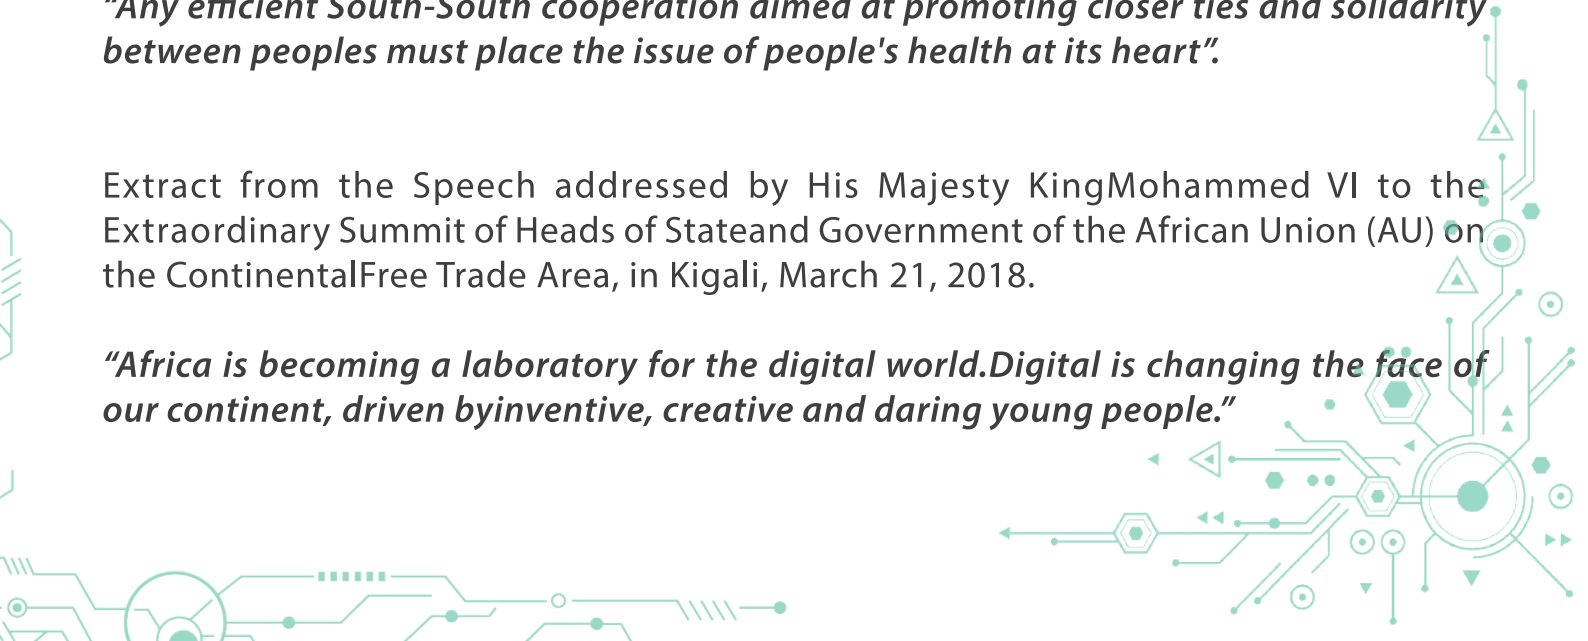 “Any efficient South-South cooperation aimed at promoting closer ties and solidarity
between peoples must place the issue of people's health at its heart”.
Extract from the Speech addressed by His Majesty KingMohammed VI to the
Extraordinary Summit of Heads of Stateand Government of the African Union (AU) on
the ContinentalFree Trade Area, in Kigali, March 21, 2018.
“Africa is becoming a laboratory for the digital world.Digital is changing the face of
our continent, driven byinventive, creative and daring young people.”